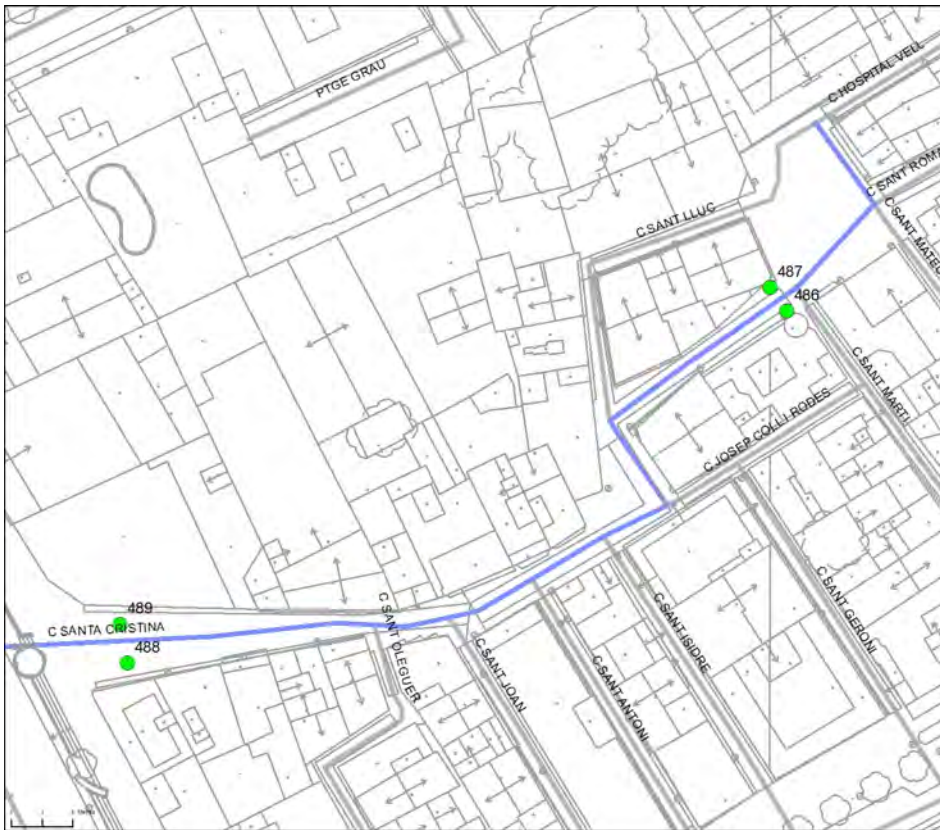 C HOSPITAL VELL
PTGE GRAU
C SANT ROMA
C SANT LLUC
C SANT MATEU
487
486
C SANT MARTI
C JOSEP COLL I RODES
C SANT GERONI
489
C SANTA CRISTINA
488
C SANT OLEGUER
C SANT JOAN
C SANT ANTONI
C SANT ISIDRE